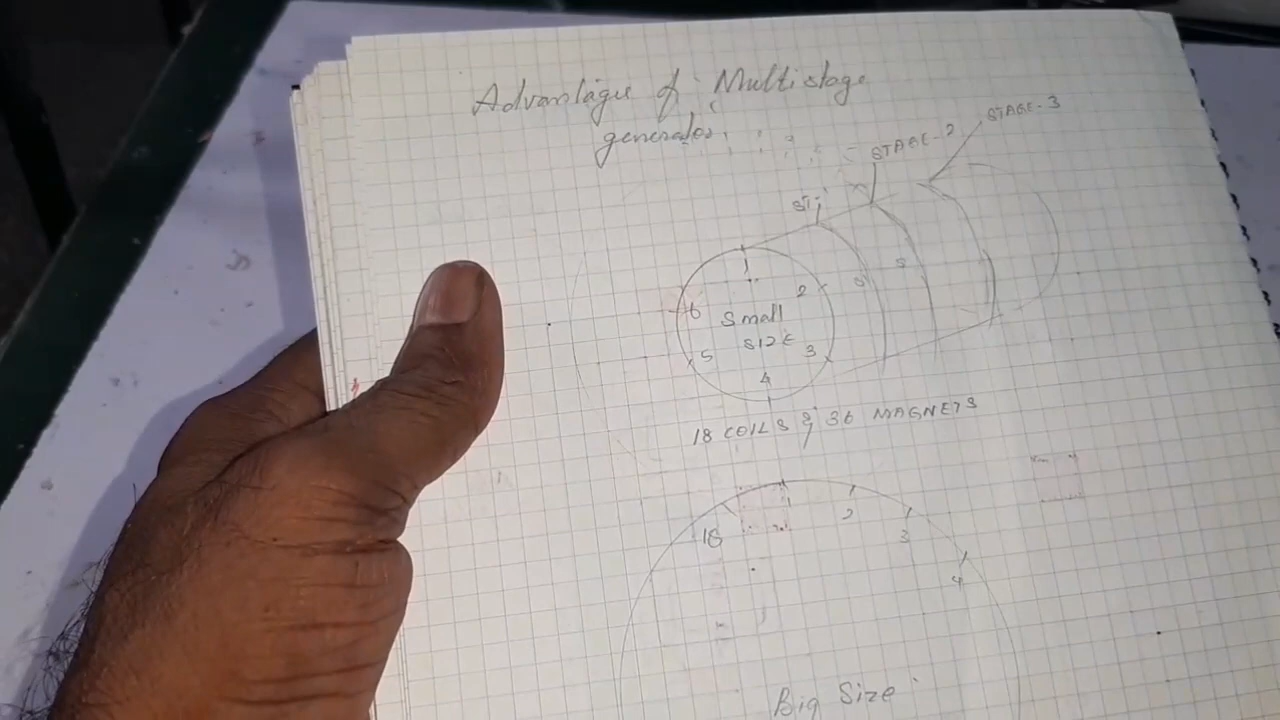 Advantage of Multistage
generator
STAGE-3
STAGE-2
ST1
1
2
6
Small
SIZE
3
5
4
18 COILS & 36 MAGNETS
1
2
18
3
4
Big Size